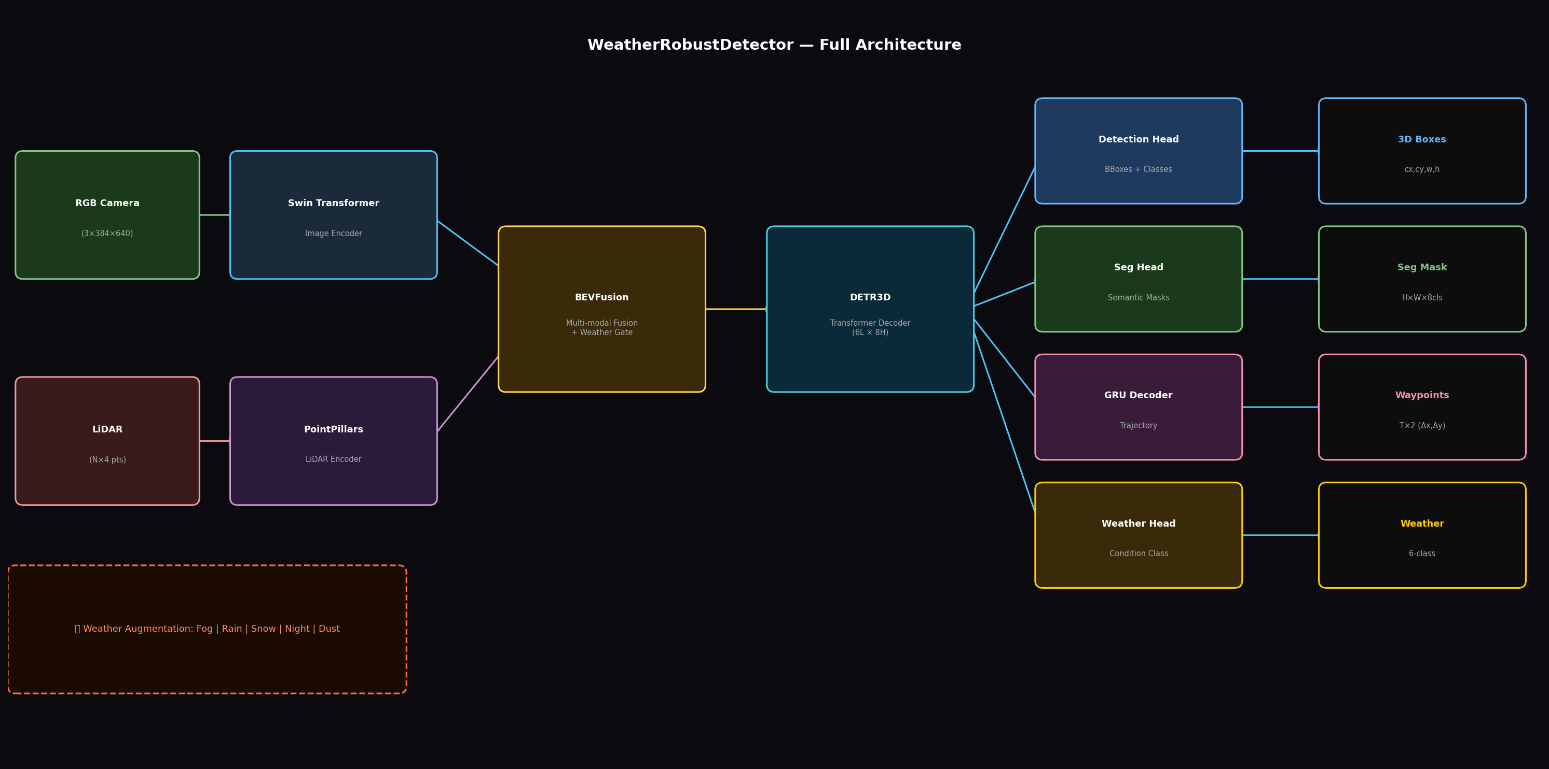 WeatherRobustDetector — Full Architecture
RGB Camera
(3×384×640)
Swin Transformer
Image Encoder
LiDAR
(N×4 pts)
PointPillars
LiDAR Encoder
BEVFusion
Multi-modal Fusion
+ Weather Gate
DETR3D
Transformer Decoder
(6L × 8H)
Detection Head
BBoxes + Classes
3D Boxes
cx,cy,w,h
Seg Head
Semantic Masks
Seg Mask
H×W×8cls
GRU Decoder
Trajectory
Waypoints
T×2 (Δx,Δy)
Weather Head
Condition Class
Weather
6-class
Weather Augmentation: Fog | Rain | Snow | Night | Dust